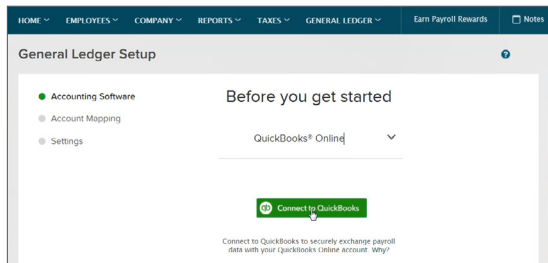 HOME EMPLOYEES COMPANY REPORTS TAXES GENERAL LEDGER Earn Payroll Rewards Notes
General Ledger Setup
Accounting Software
Account Mapping
Settings
Before you get started
QuickBooks® Online
qb Connect to QuickBooks
Connect to QuickBooks to securely exchange payroll
data with your QuickBooks Online account. Why?